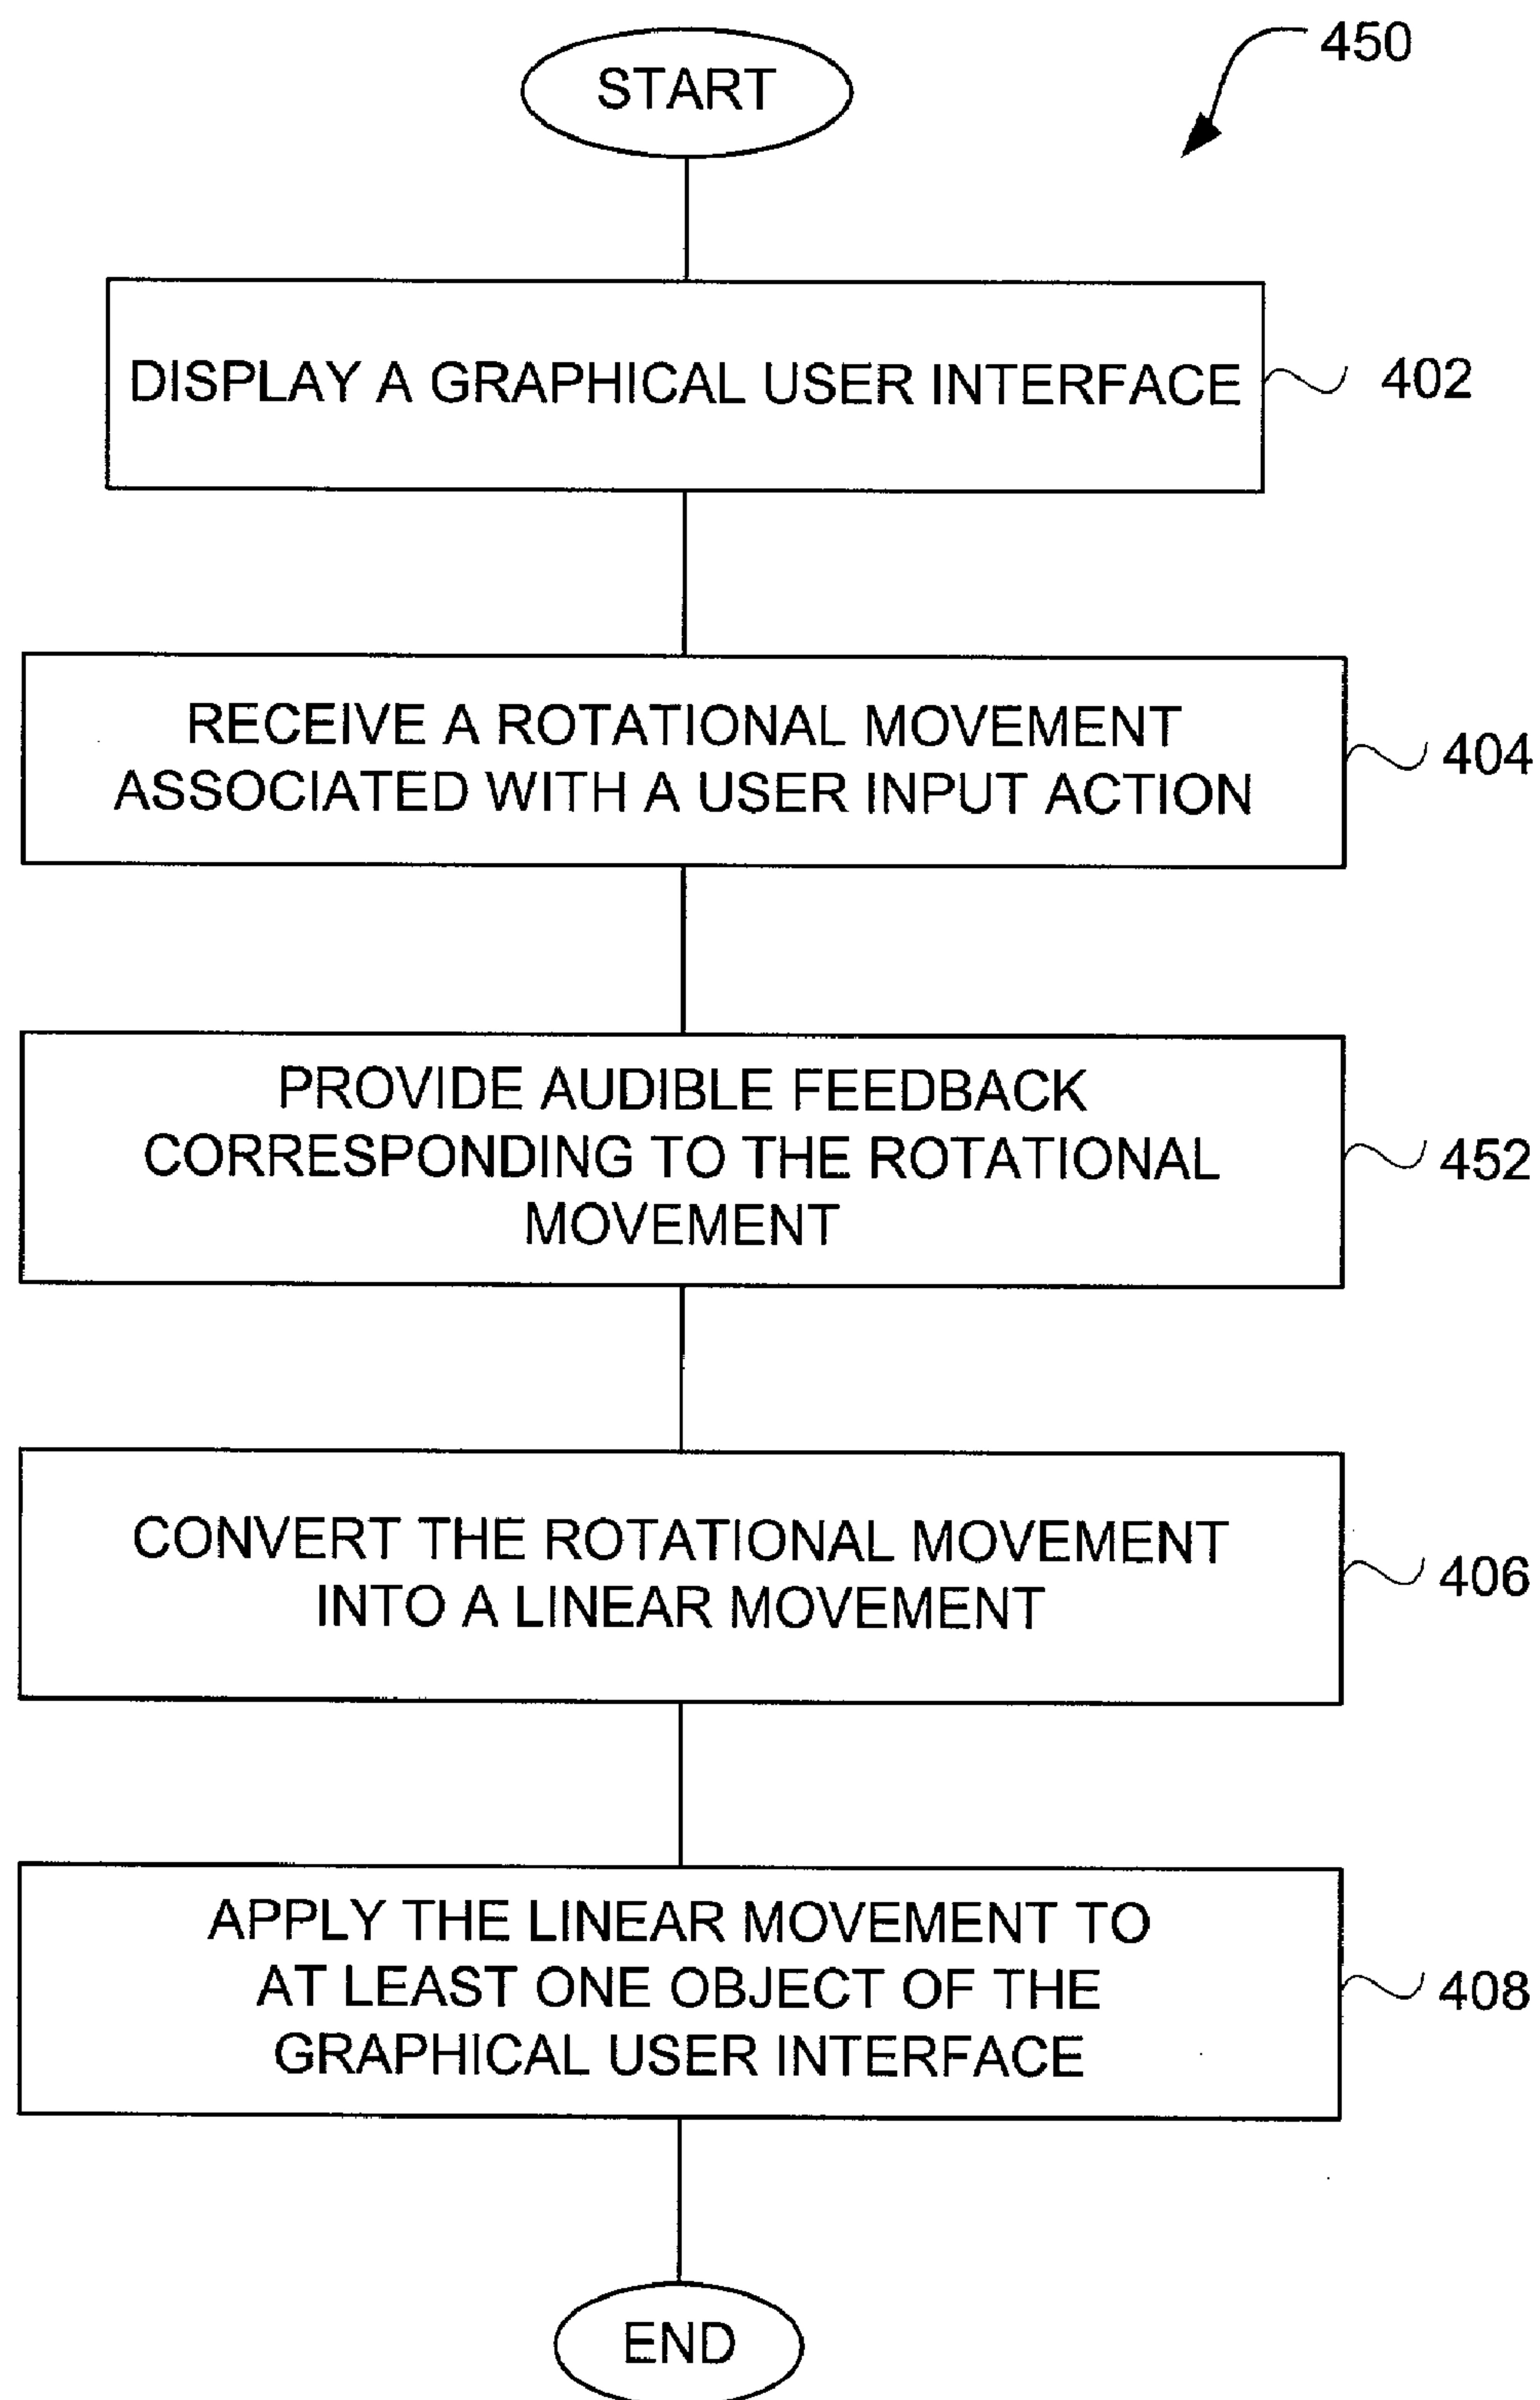 450
START
DISPLAY A GRAPHICAL USER INTERFACE
402
RECEIVE A ROTATIONAL MOVEMENT
ASSOCIATED WITH A USER INPUT ACTION
404
PROVIDE AUDIBLE FEEDBACK
CORRESPONDING TO THE ROTATIONAL
MOVEMENT
452
CONVERT THE ROTATIONAL MOVEMENT
INTO A LINEAR MOVEMENT
406
APPLY THE LINEAR MOVEMENT TO
AT LEAST ONE OBJECT OF THE
GRAPHICAL USER INTERFACE
408
END